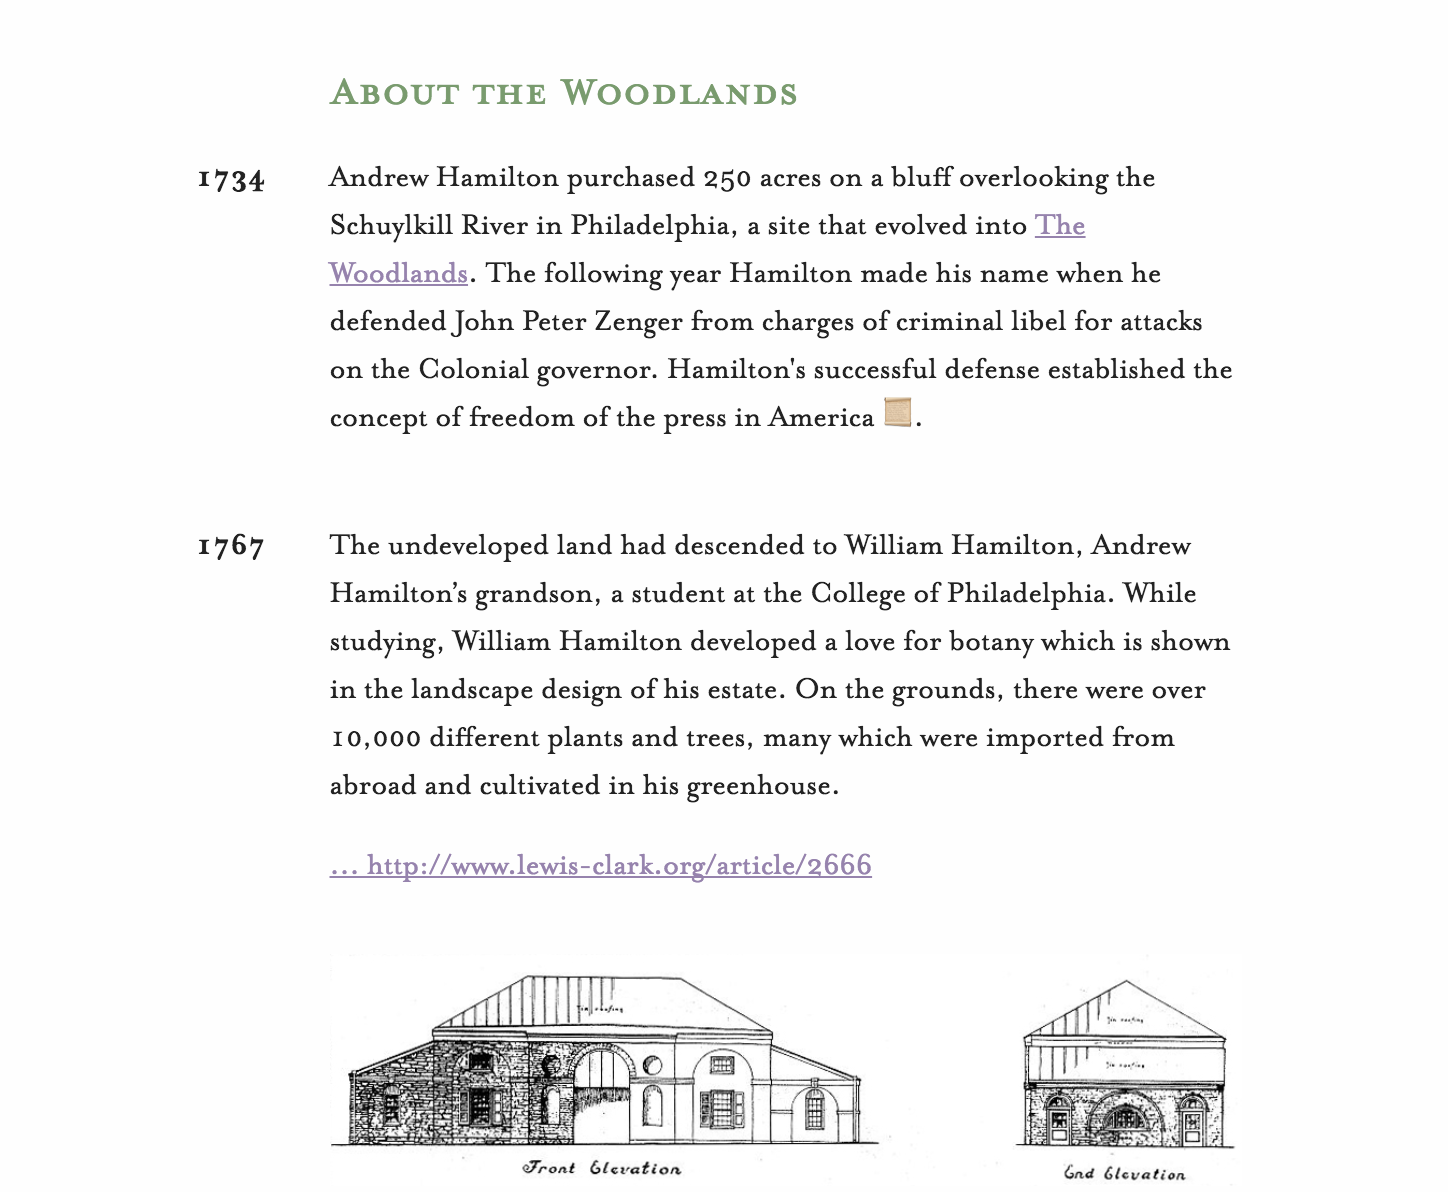 About the Woodlands
1734
Andrew Hamilton purchased 250 acres on a bluff overlooking the
Schuylkill River in Philadelphia, a site that evolved into The
Woodlands. The following year Hamilton made his name when he
defended John Peter Zenger from charges of criminal libel for attacks
on the Colonial governor. Hamilton's successful defense established the
concept of freedom of the press in America .
1767
The undeveloped land had descended to William Hamilton, Andrew
Hamilton’s grandson, a student at the College of Philadelphia. While
studying, William Hamilton developed a love for botany which is shown
in the landscape design of his estate. On the grounds, there were over
10,000 different plants and trees, many which were imported from
abroad and cultivated in his greenhouse.
... http://www.lewis-clark.org/article/2666
Tin roofing
Tin roofing
Tin roofing
Front Elevation
End Elevation